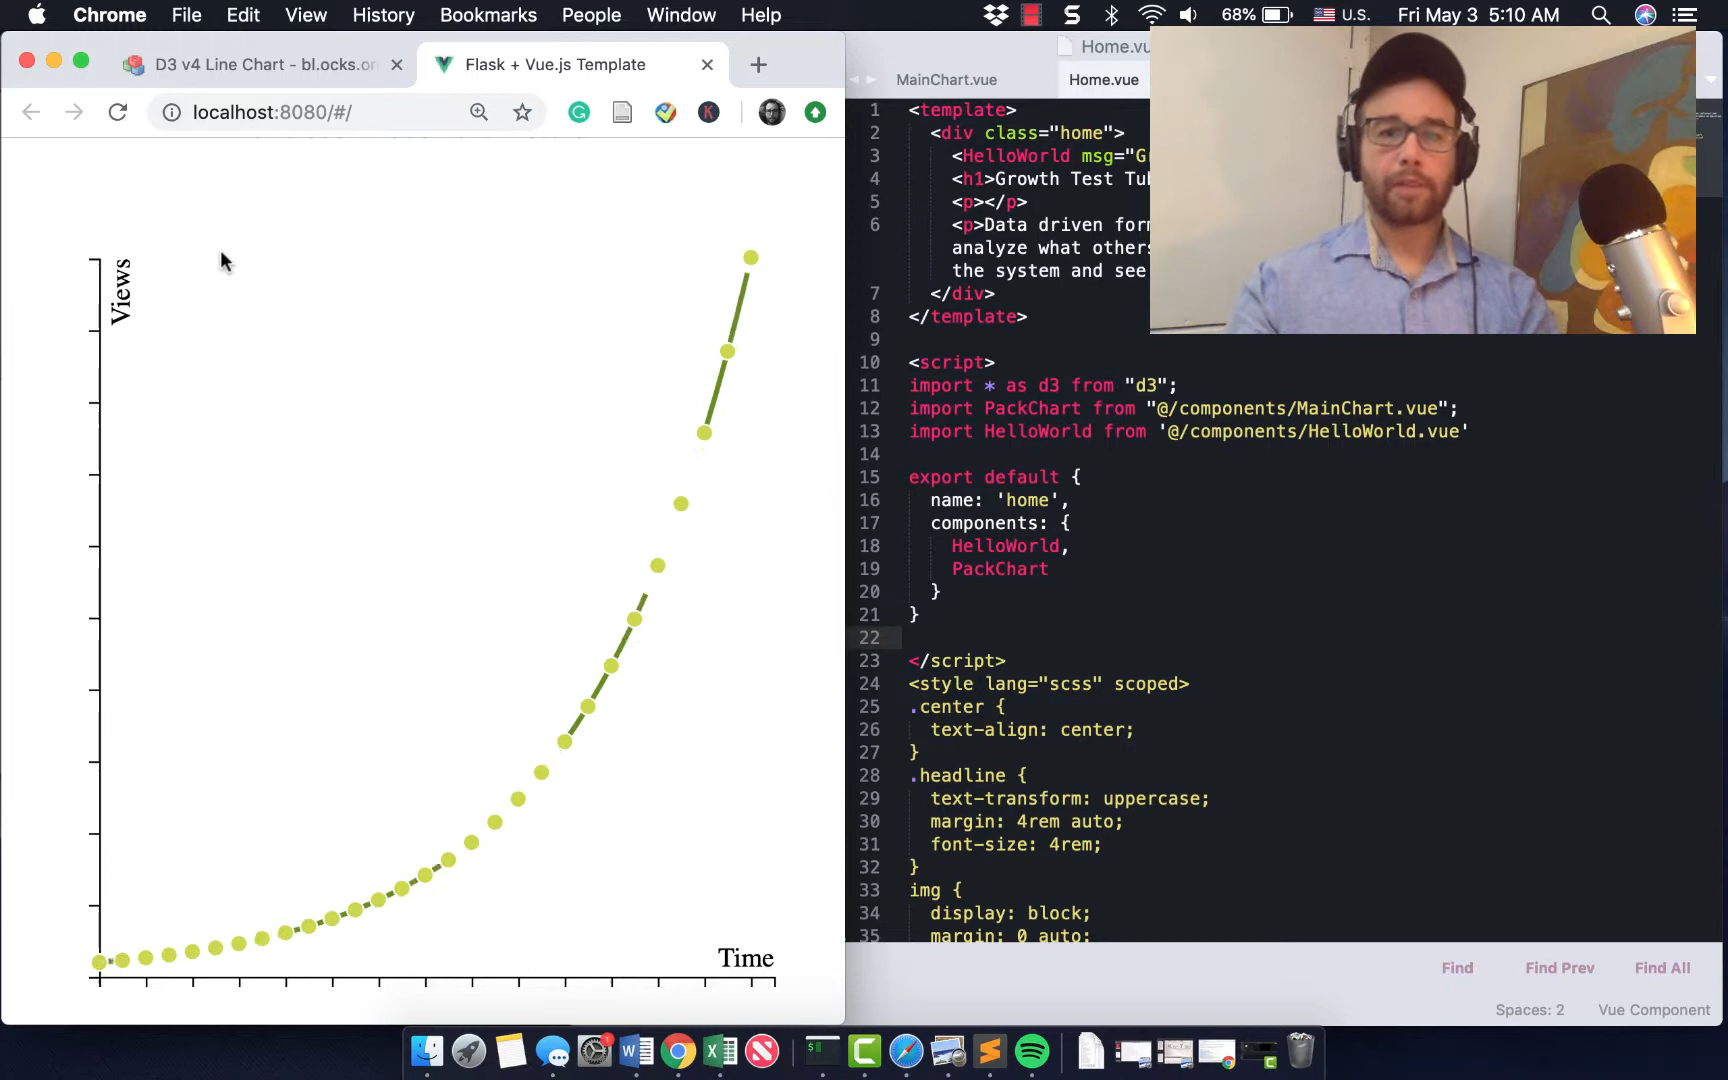 Chrome File Edit View History Bookmarks People Window Help
68% U.S. Fri May 3 5:10 AM
D3 v4 Line Chart - bl.ocks.or
Flask + Vue.js Template
localhost:8080/#/
Views
Time
Home.vu
MainChart.vue
Home.vue
1 <template>
2 <div class="home">
3 <HelloWorld msg="Gr
4 <h1>Growth Test Tub
5 <p></p>
6 <p>Data driven for
analyze what others
the system and see
7 </div>
8 </template>
9
10 <script>
11 import * as d3 from "d3";
12 import PackChart from "@/components/MainChart.vue";
13 import HelloWorld from '@/components/HelloWorld.vue'
14
15 export default {
16 name: 'home',
17 components: {
18 HelloWorld,
19 PackChart
20 }
21 }
22
23 </script>
24 <style lang="scss" scoped>
25 .center {
26 text-align: center;
27 }
28 .headline {
29 text-transform: uppercase;
30 margin: 4rem auto;
31 font-size: 4rem;
32 }
33 img {
34 display: block;
35 margin: 0 auto;
Find Find Prev Find All
Spaces: 2 Vue Component